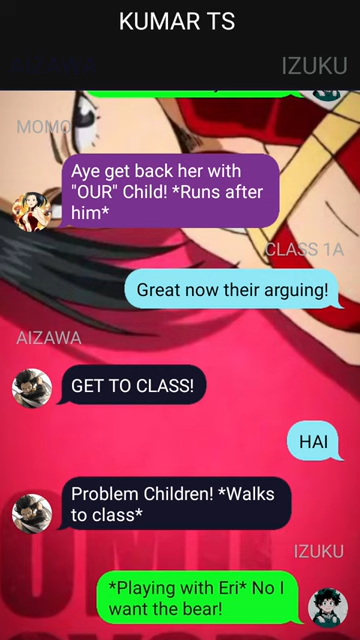 KUMAR TS
IZUKU
MOMO
Aye get back her with
"OUR" Child! *Runs after
him*
CLASS 1A
Great now their arguing!
AIZAWA
GET TO CLASS!
HAI
Problem Children! *Walks
to class*
IZUKU
*Playing with Eri* No I
want the bear!